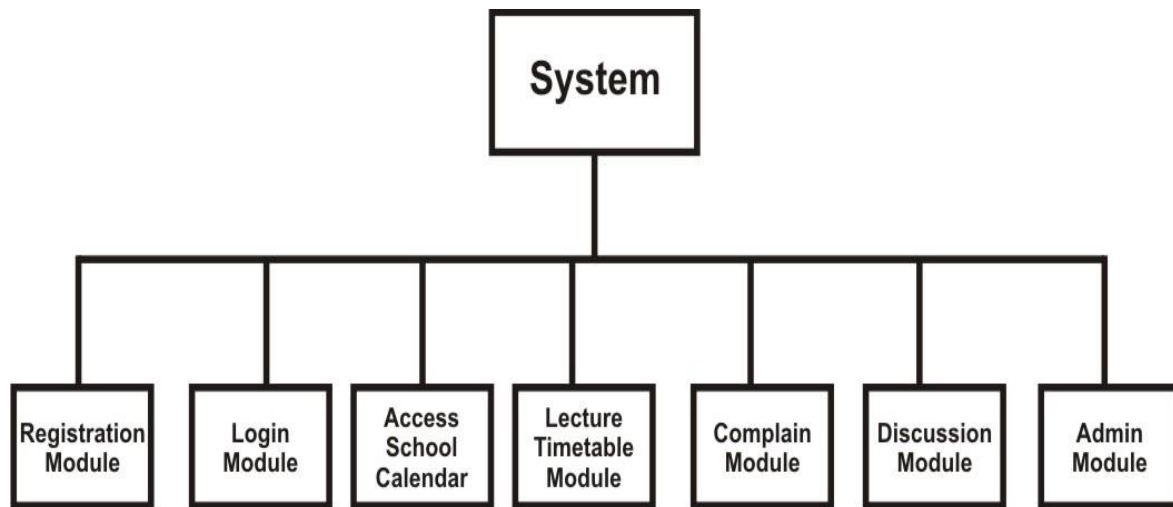 System
Registration
Module
Login
Module
Access
School
Calendar
Lecture
Timetable
Module
Complain
Module
Discussion
Module
Admin
Module